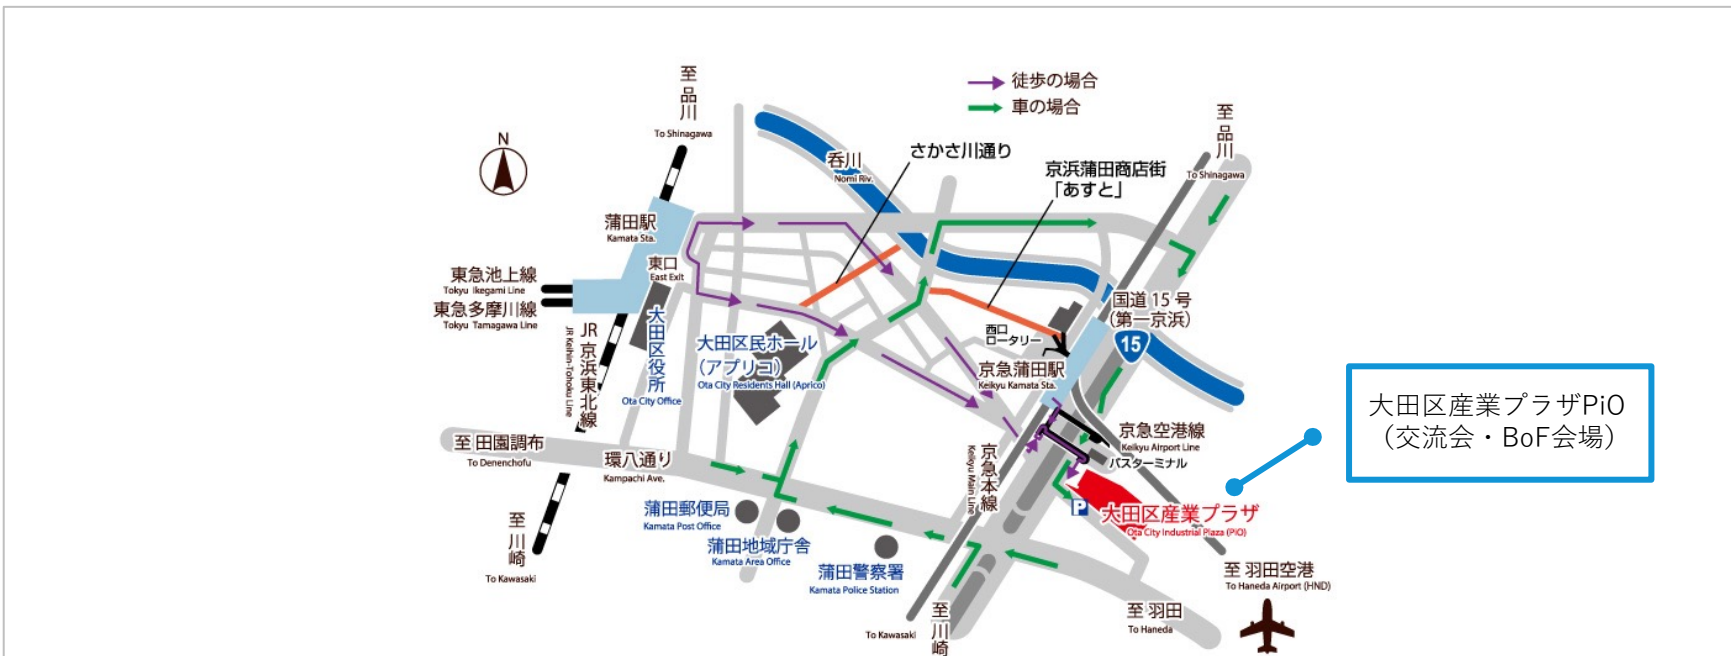 徒歩の場合
車の場合
至 品川
To Shinagawa
N
呑川
Nomi Riv.
さかさ川通り
京浜蒲田商店街
「あすと」
至 品川
To Shinagawa
蒲田駅
Kamata Sta.
東口
East Exit
東急池上線
Tokyu Ikegami Line
東急多摩川線
Tokyu Tamagawa Line
JR 京浜東北線
JR Keihin-Tohoku Line
大田区役所
Ota City Office
大田区民ホール
(アプリコ)
Ota City Residents Hall (Aprico)
西口
ロータリー
京急蒲田駅
Keikyu Kamata Sta.
国道 15 号
(第一京浜)
15
大田区産業プラザPiO
（交流会・BoF会場）
京急空港線
Keikyu Airport Line
バスターミナル
京急本線
Keikyu Main Line
至 田園調布
To Denenchofu
環八通り
Kampachi Ave.
P
大田区産業プラザ
Ota City Industrial Plaza (PiO)
蒲田郵便局
Kamata Post Office
蒲田地域庁舎
Kamata Area Office
蒲田警察署
Kamata Police Station
至 川崎
To Kawasaki
至 川崎
To Kawasaki
至 羽田
To Haneda
至 羽田空港
To Haneda Airport (HND)